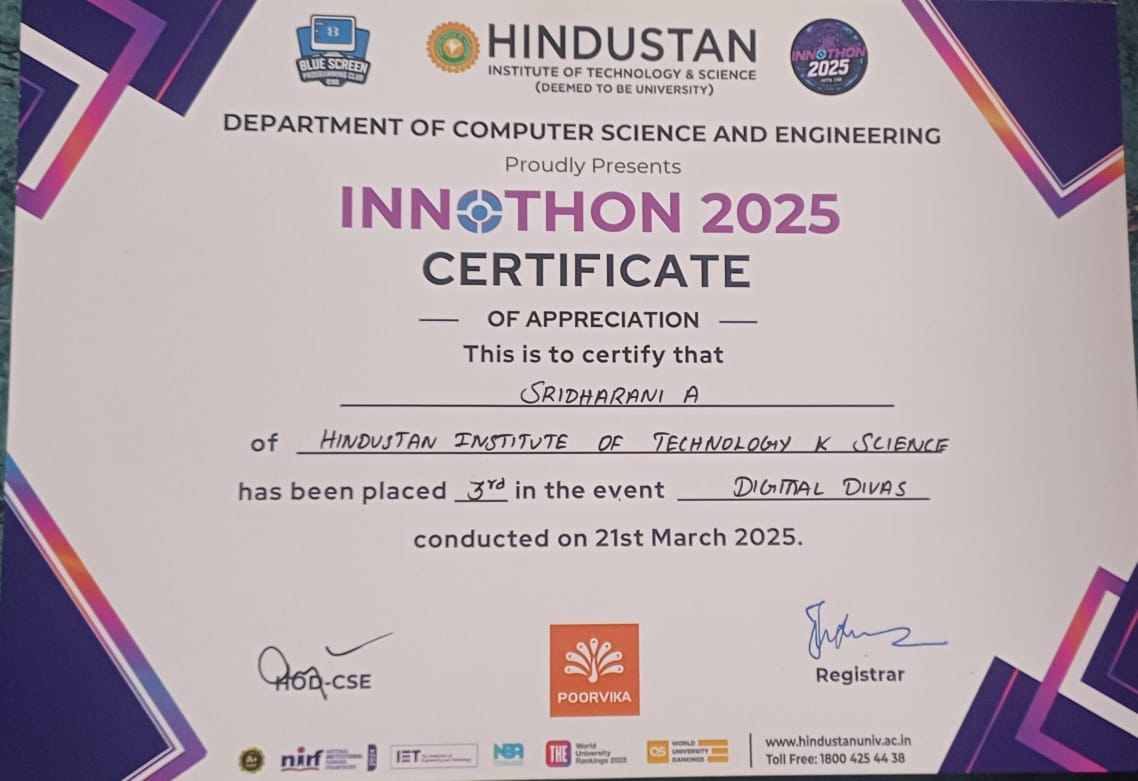 BLUE SCREEN
PROGRAMMING CLUB
HINDUSTAN
INSTITUTE OF TECHNOLOGY & SCIENCE
(DEEMED TO BE UNIVERSITY)
INNOTHON
2025
DEPARTMENT OF COMPUTER SCIENCE AND ENGINEERING
Proudly Presents
INNOTHON 2025
CERTIFICATE
OF APPRECIATION
This is to certify that
SRIDHARANI A
of HINDUSTAN INSTITUTE OF TECHNOLOGY K SCIENCE
has been placed 3rd in the event DIGITAL DIVAS
conducted on 21st March 2025.
HOD-CSE
POORVIKA
Registrar
A+
nirf
IET
NBA
THE World
University
Rankings 2025
QS WORLD
UNIVERSITY
RANKINGS
www.hindustanuniv.ac.in
Toll Free: 1800 425 44 38